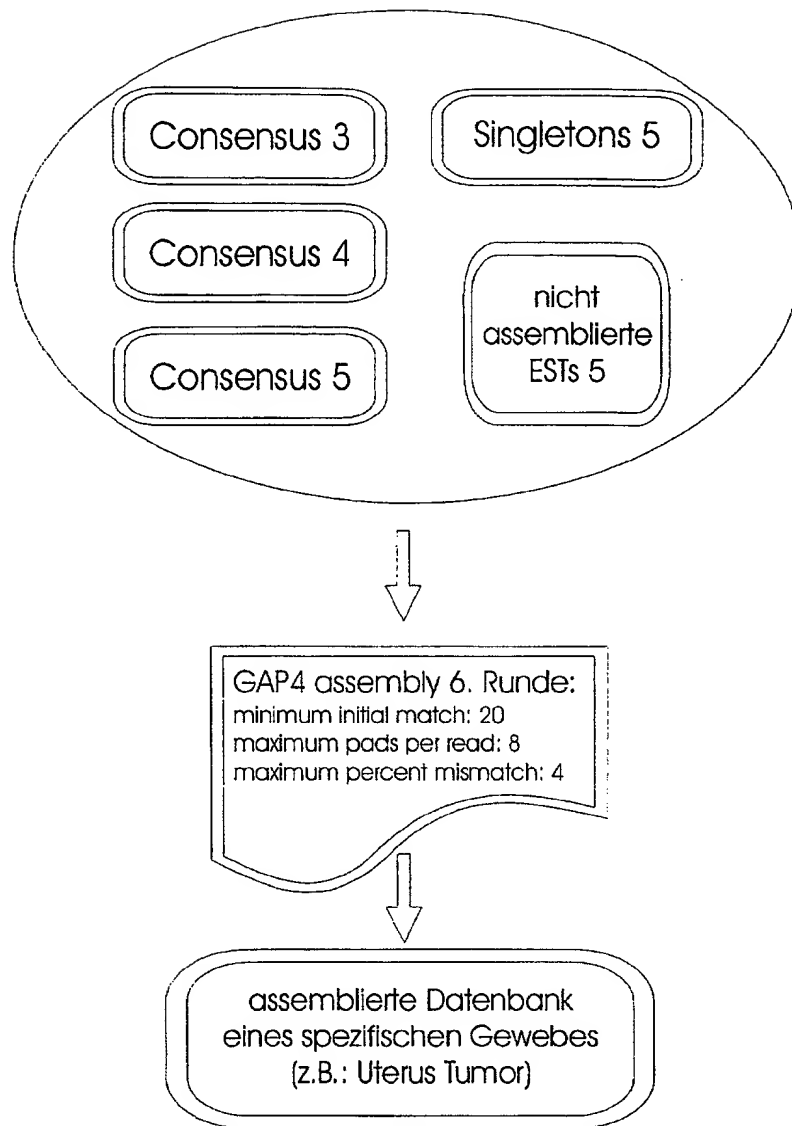 Consensus 3
Singletons 5
Consensus 4
nicht
assemblierte
ESTs 5
Consensus 5
GAP4 assembly 6. Runde:
minimum initial match: 20
maximum pads per read: 8
maximum percent mismatch: 4
assemblierte Datenbank
eines spezifischen Gewebes
(z.B.: Uterus Tumor)